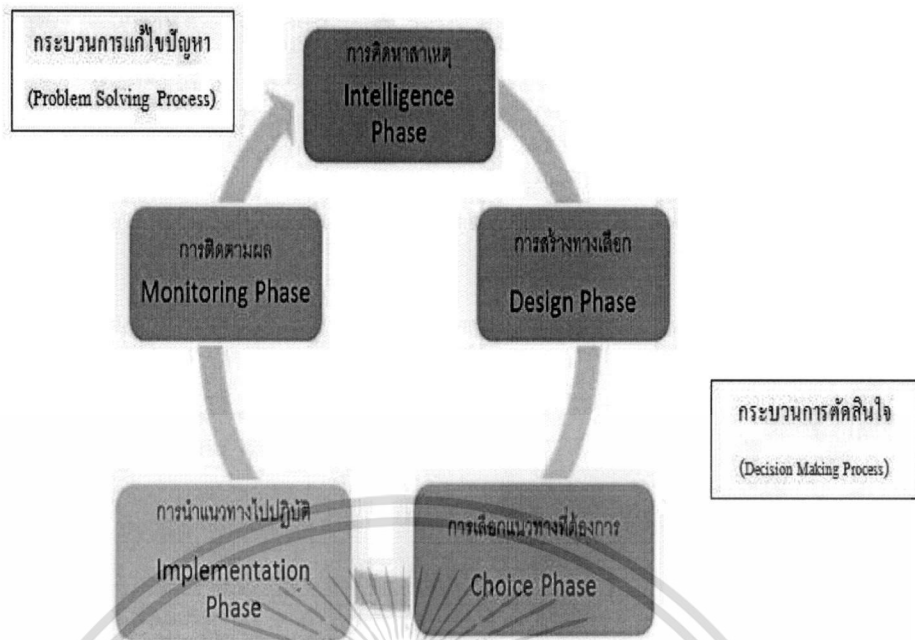 กระบวนการแก้ไขปัญหา
(Problem Solving Process)
การคิดหาสาเหตุ
Intelligence
Phase
การสร้างทางเลือก
Design Phase
กระบวนการตัดสินใจ
(Decision Making Process)
การเลือกแนวทางที่ต้องการ
Choice Phase
การนำแนวทางไปปฏิบัติ
Implementation
Phase
การติดตามผล
Monitoring Phase